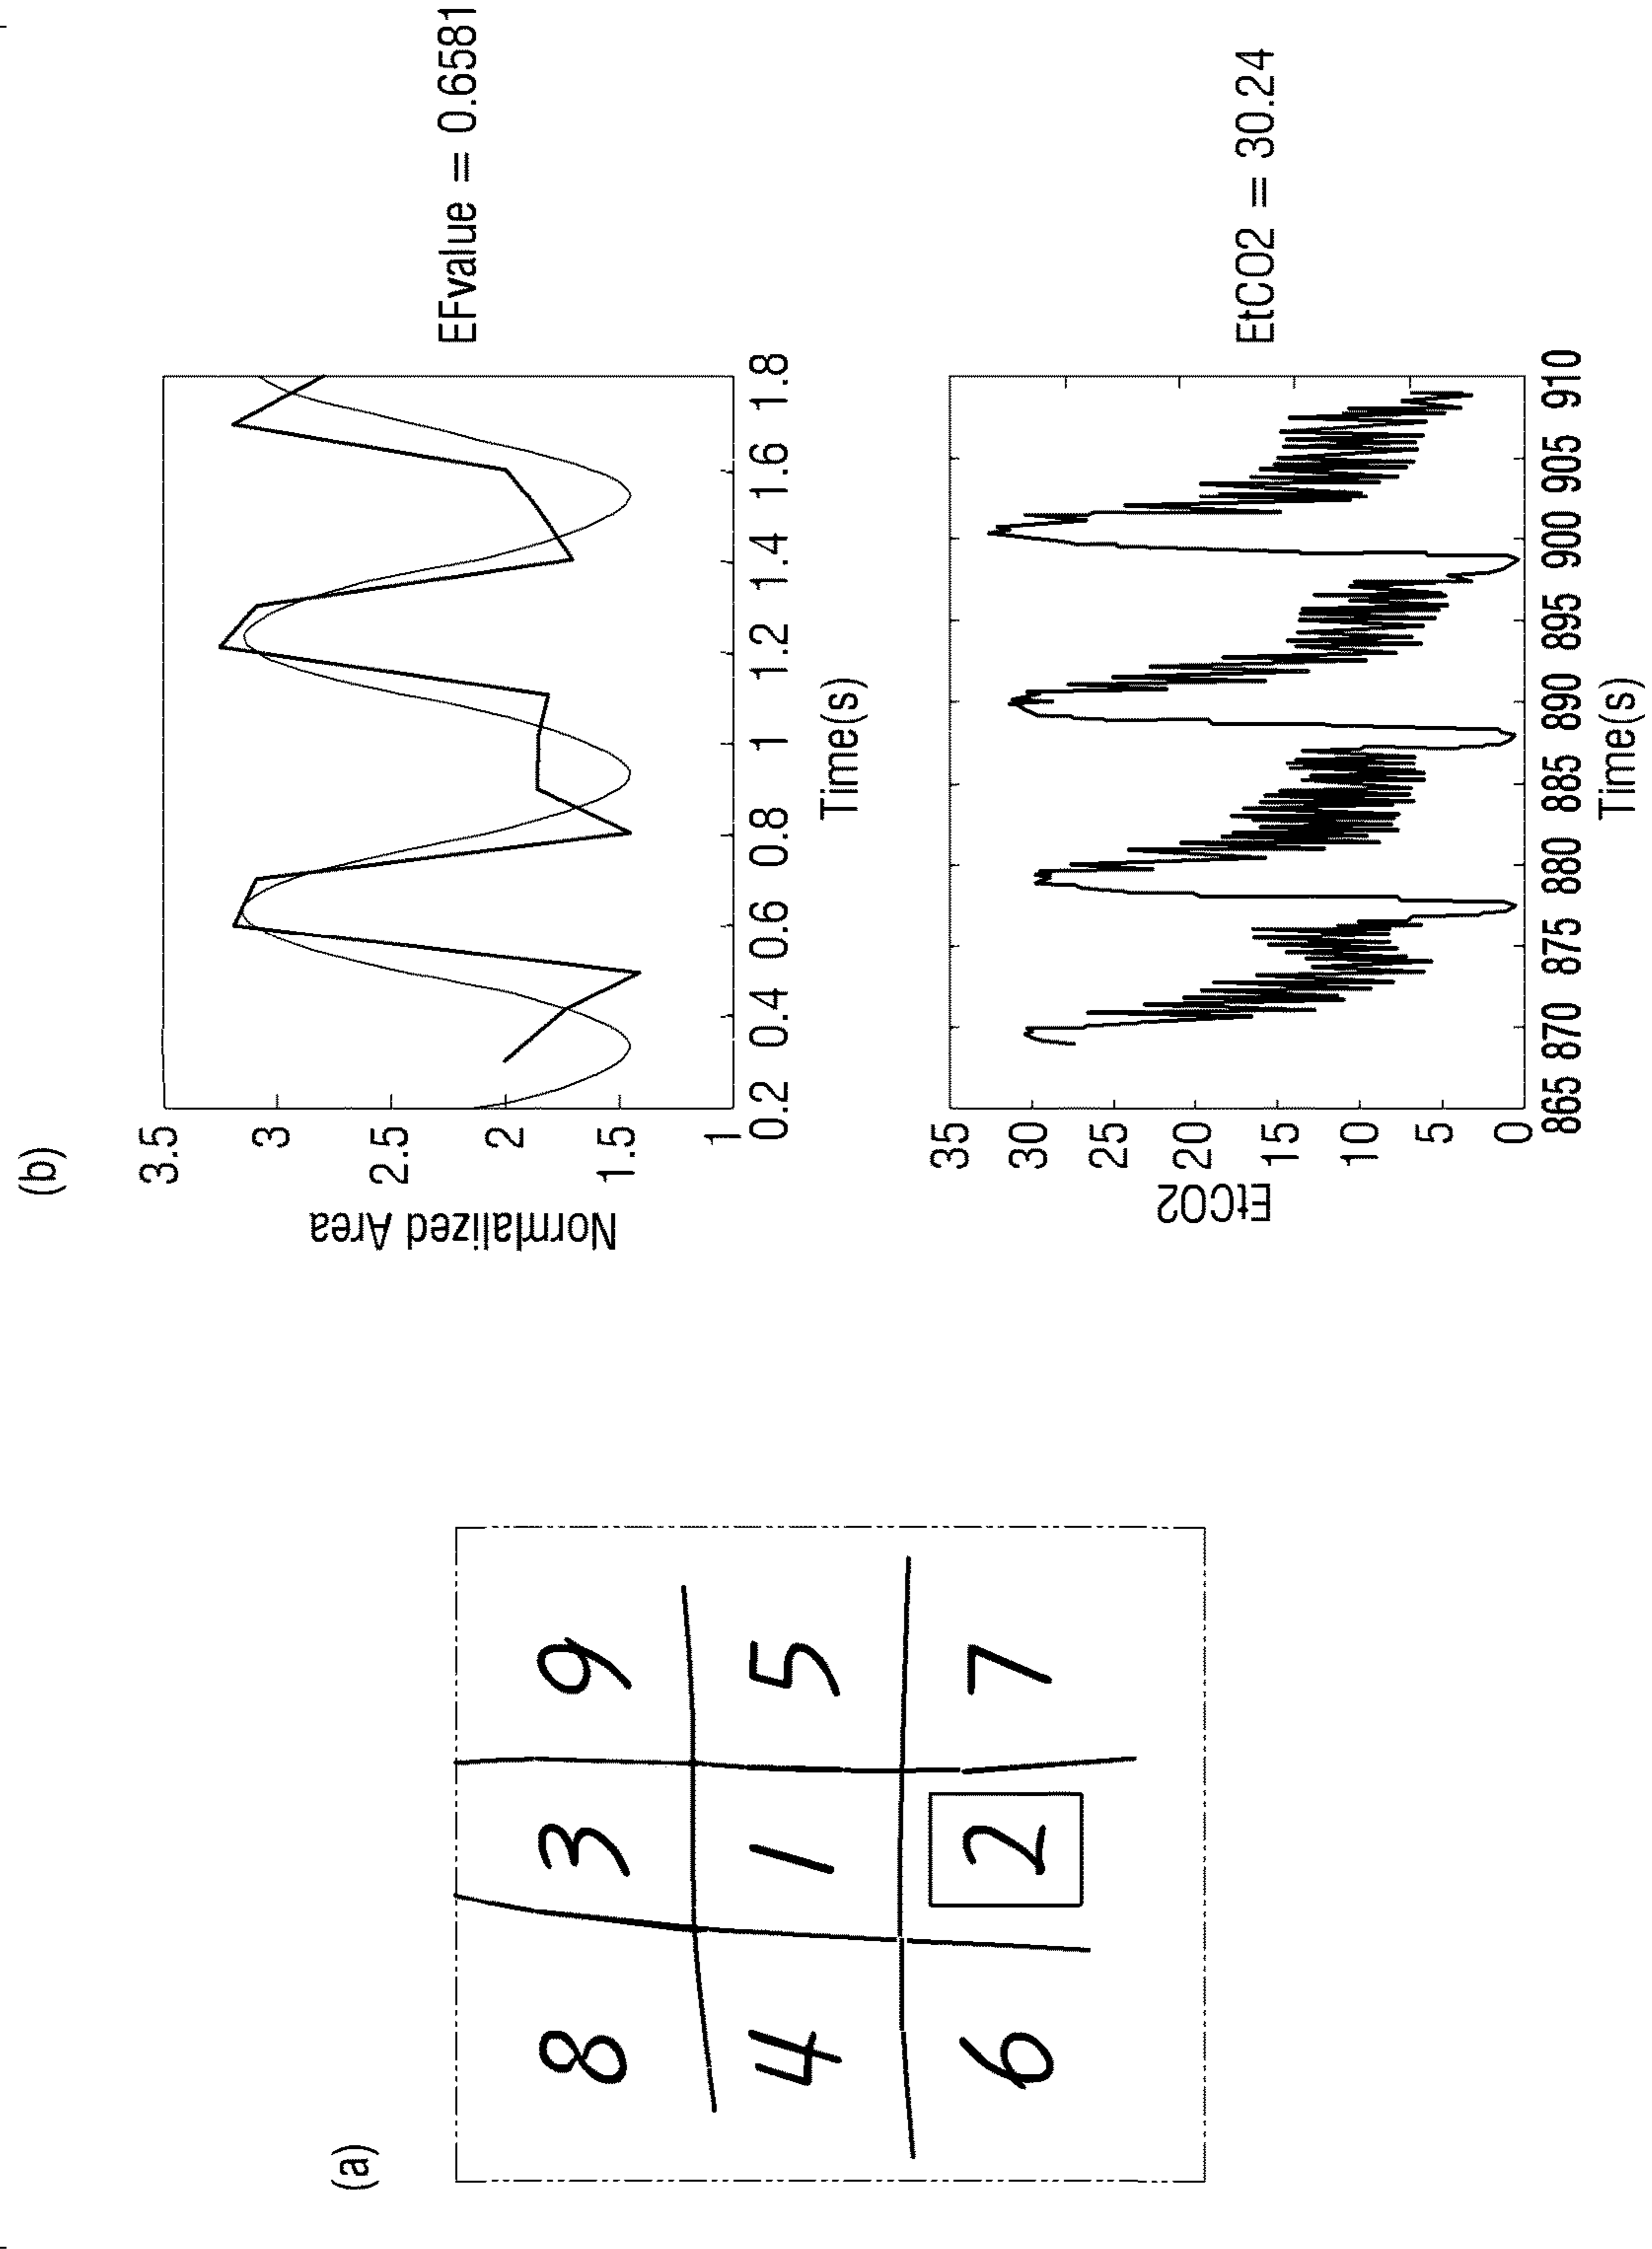 (a)
8 3 9
4 1 5
6 2 7
(b)
Normalized Area
3.5
3
2.5
2
1.5
1
0.2 0.4 0.6 0.8 1 1.2 1.4 1.6 1.8
Time(s)
EFvalue = 0.6581
EtCO2
35
30
25
20
15
10
5
0
865 870 875 880 885 890 895 900 905 910
Time(s)
EtCO2 = 30.24